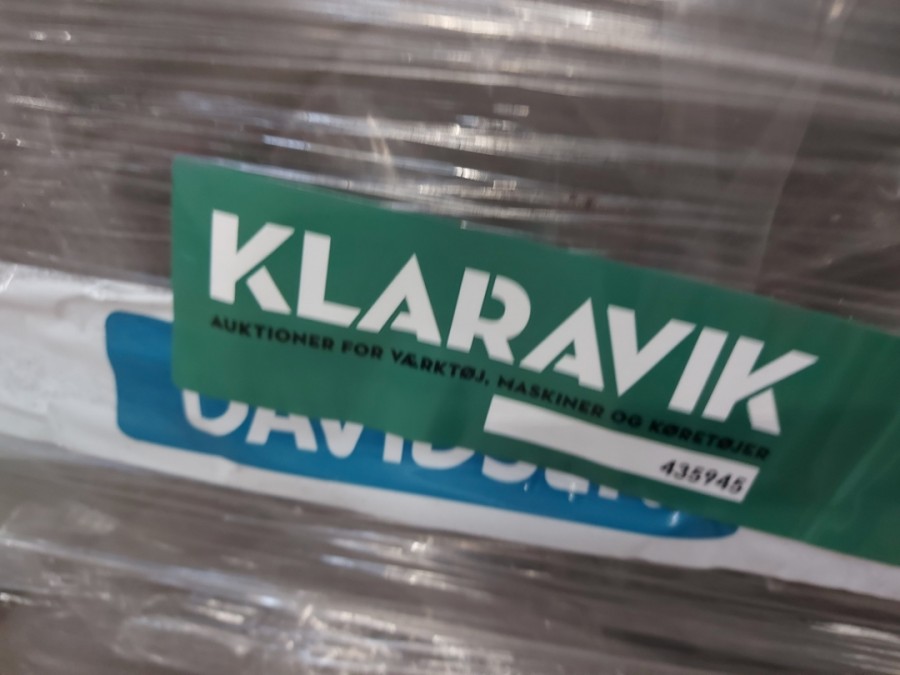 KLARAVIK
AUKTIONER FOR VÆRKTØJ, MASKINER OG KØRETØJER
435945